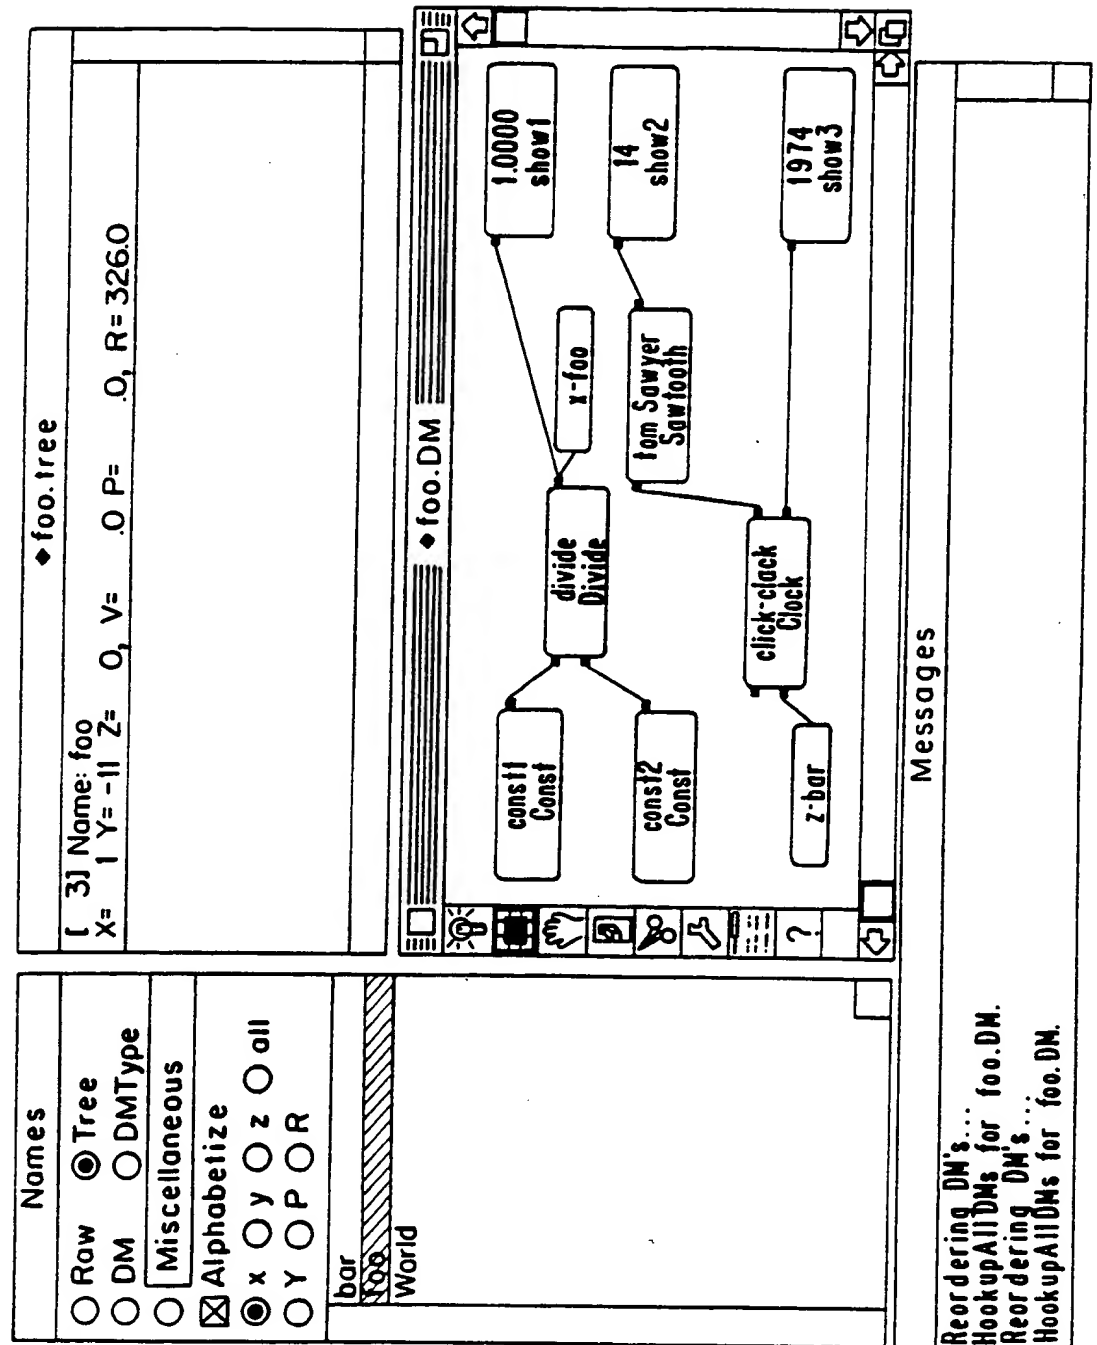 Names
Raw Tree
DM DMType
Miscellaneous
Alphabetize
x y z all
Y P R
bar
foo
World
◆foo.tree
[ 3] Name: foo
X= 1 Y= -11 Z= 0, V= .0 P= .0, R= 326.0
◆foo.DM
?
const1
Const
const2
Const
z-bar
divide
Divide
click-clack
Clock
x-foo
tom Sawyer
Sawtooth
1.0000
show1
14
show2
1974
show3
Messages
Reordering DM's...
HookupAllDMs for foo.DM.
Reordering DM's...
HookupAllDMs for foo.DM.